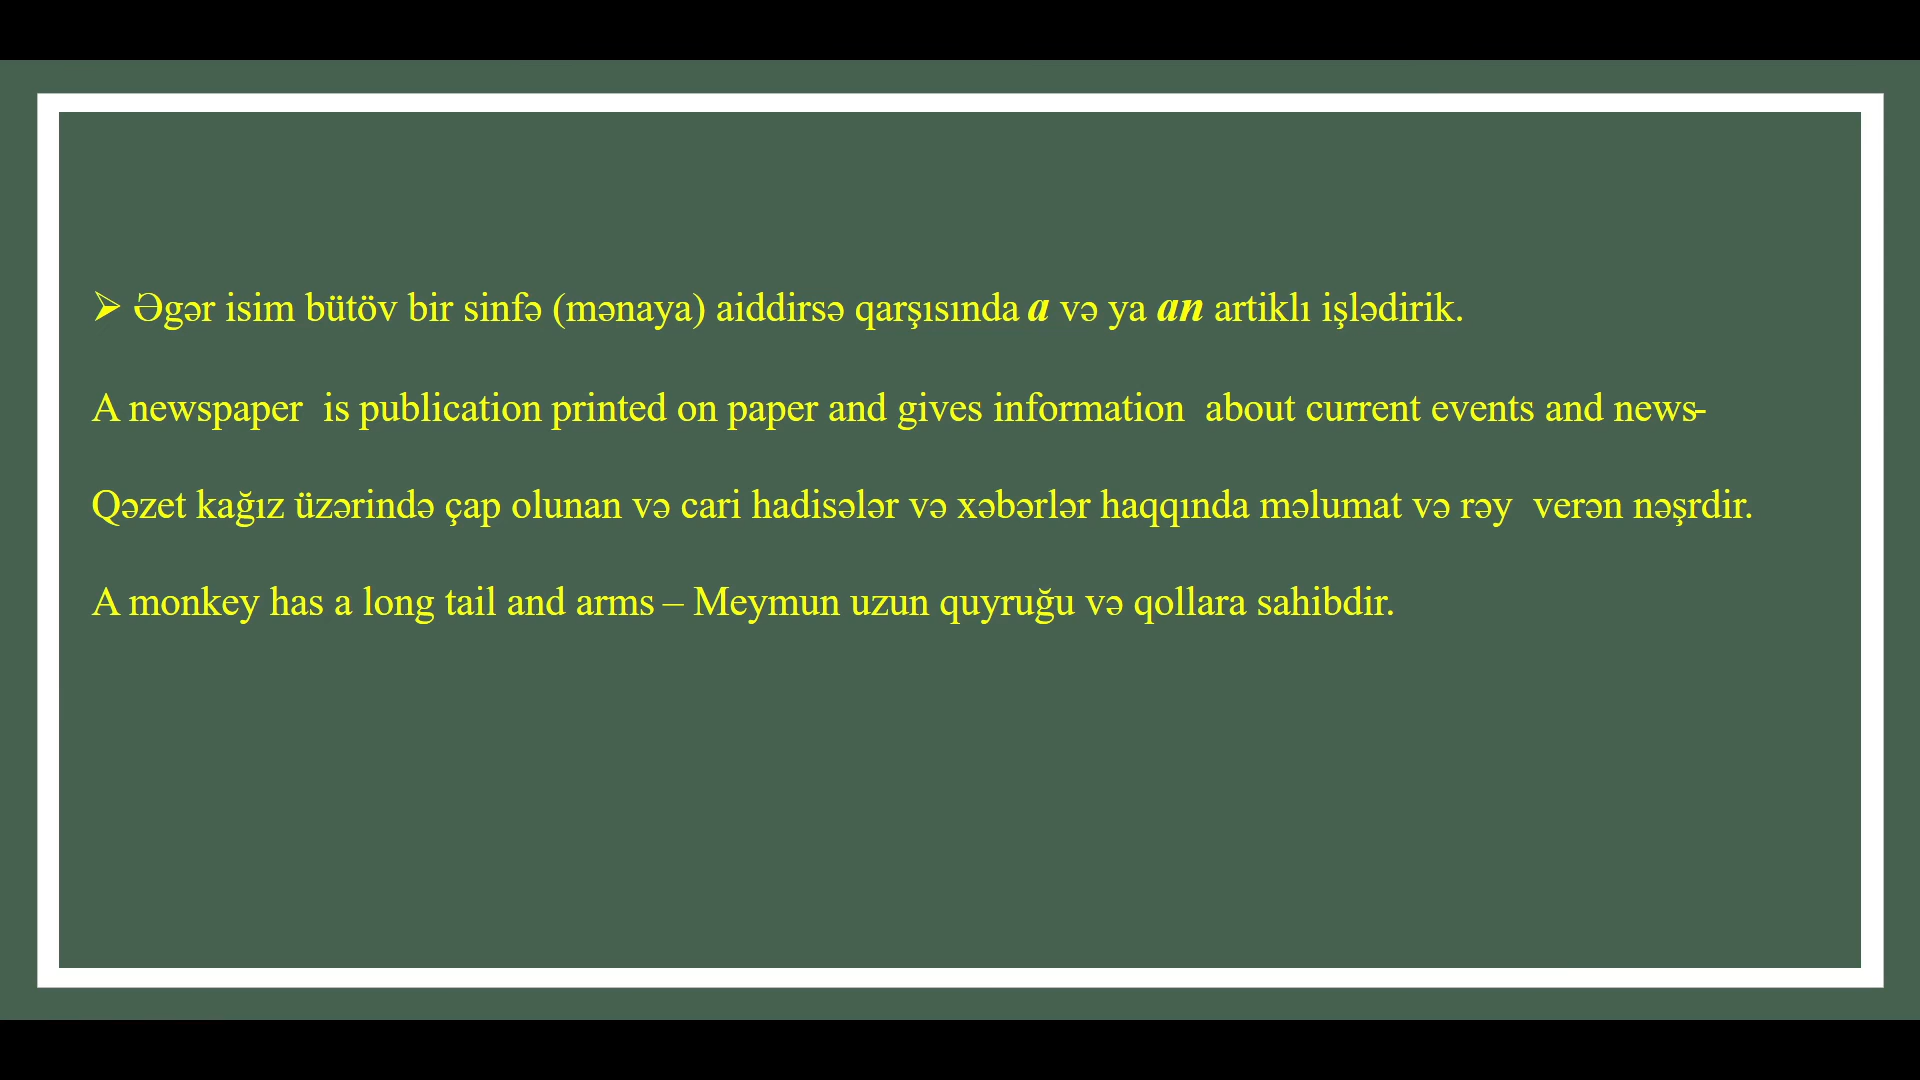 ➢ Əgər isim bütöv bir sinfə (mənaya) aiddirsə qarşısında a və ya an artiklı işlədirik.
A newspaper  is publication printed on paper and gives information  about current events and news-
Qəzet kağız üzərində çap olunan və cari hadisələr və xəbərlər haqqında məlumat və rəy  verən nəşrdir.
A monkey has a long tail and arms – Meymun uzun quyruğu və qollara sahibdir.